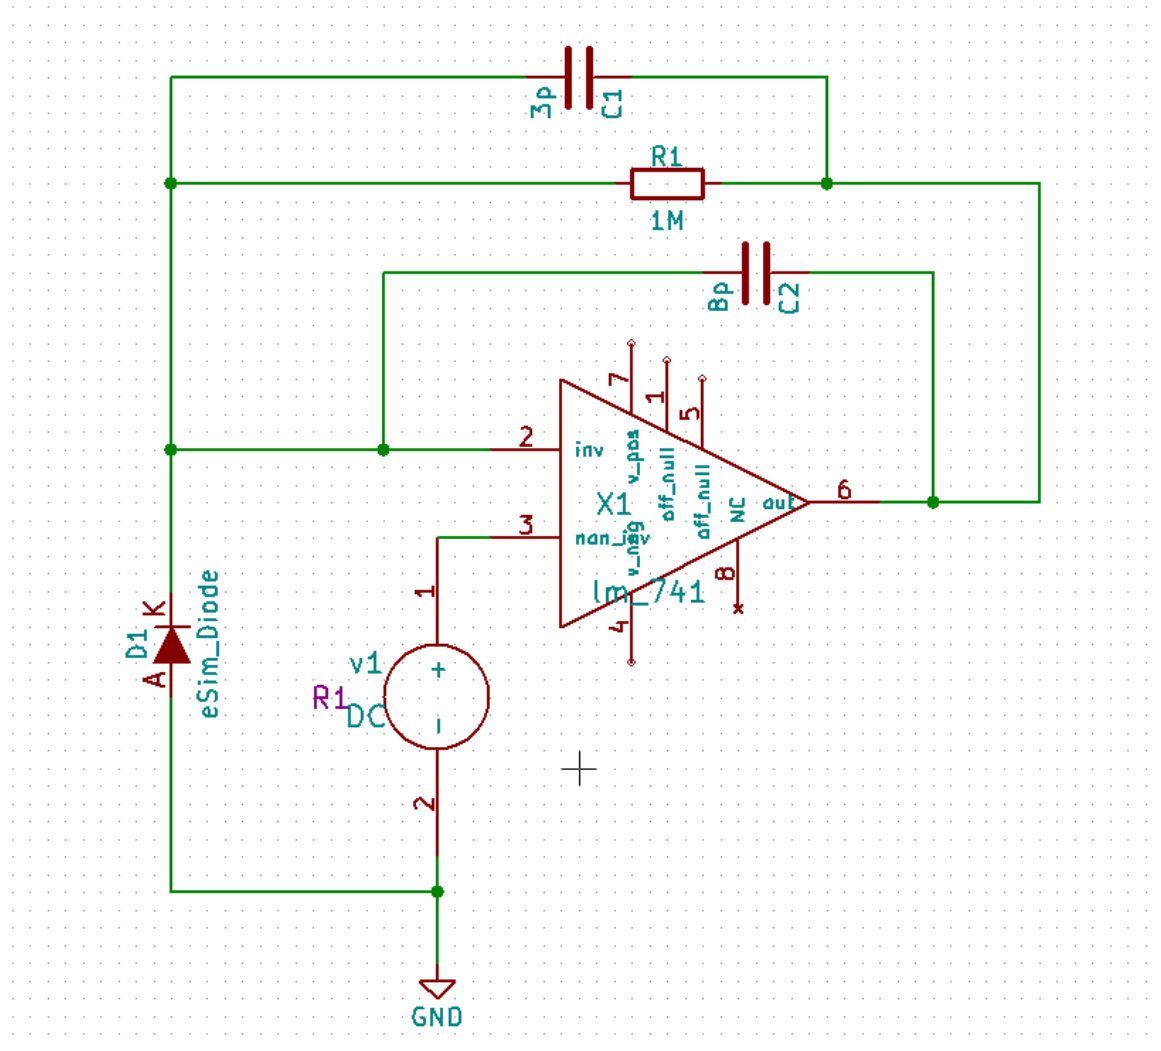 3p
C1
R1
1M
8p
C2
7
1
5
2
inv
v_pos
off_null
off_null
NC
out
6
X1
3
non_inv
v_neg
lm_741
8
4
1
K
D1
A
eSim_Diode
v1
+
R1
DC
-
2
GND